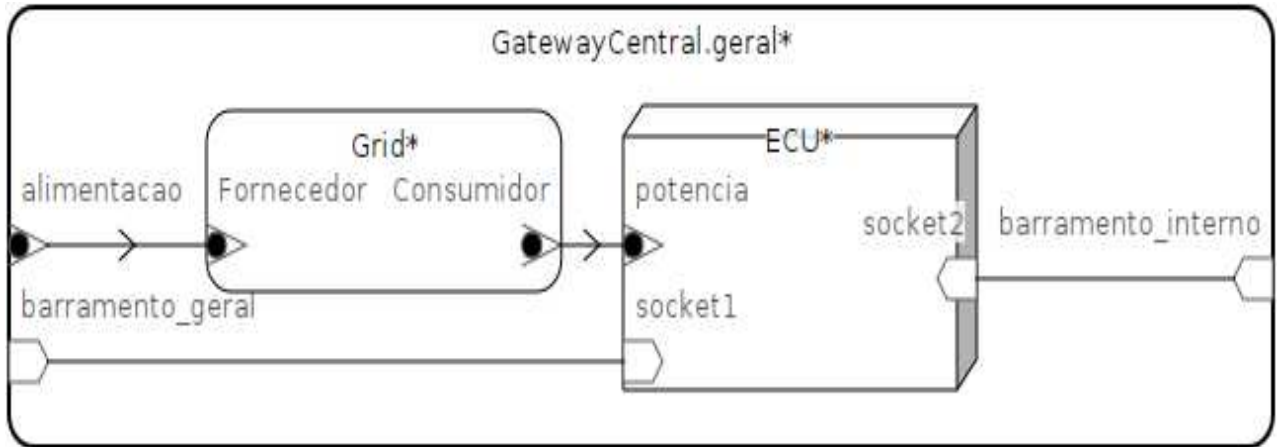 GatewayCentral.geral*
Grid*
ECU*
alimentacao
Fornecedor
Consumidor
potencia
socket2
barramento_interno
barramento_geral
socket1